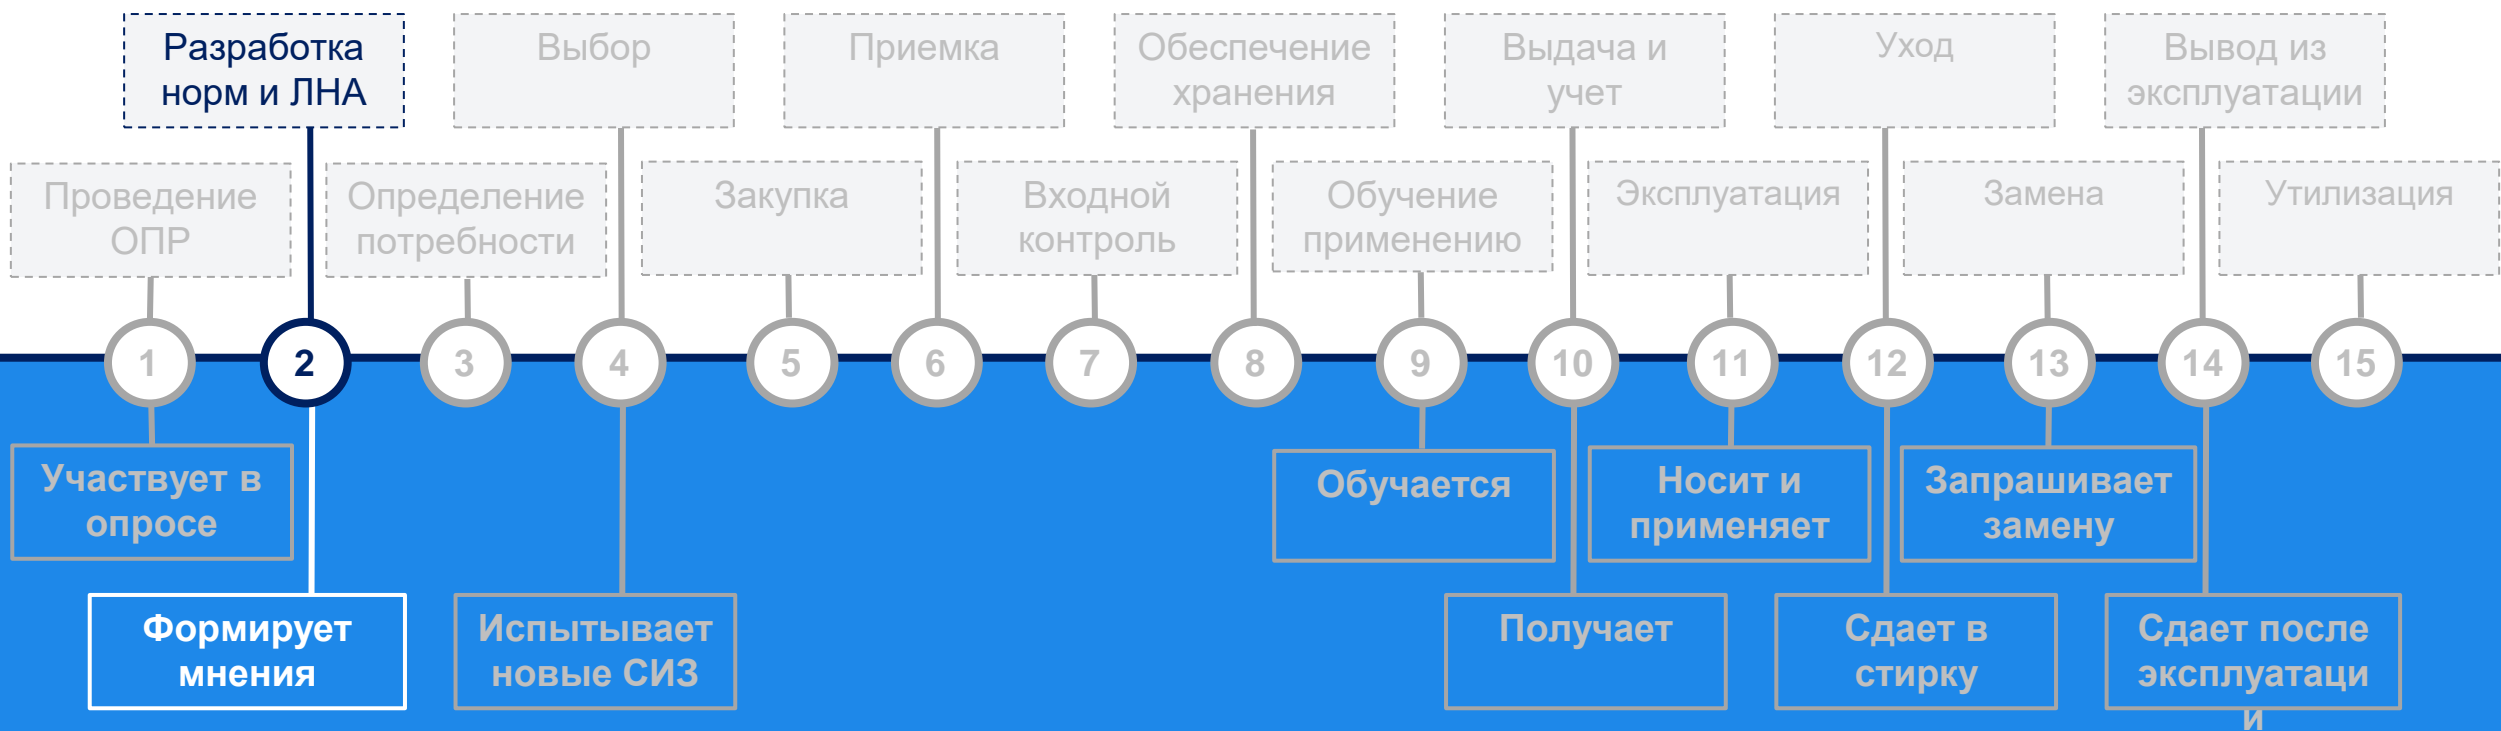 Разработка
норм и ЛНА
Выбор
Приемка
Обеспечение
хранения
Выдача и
учет
Уход
Вывод из
эксплуатации
Проведение
ОПР
Определение
потребности
Закупка
Входной
контроль
Обучение
применению
Эксплуатация
Замена
Утилизация
1
2
3
4
5
6
7
8
9
10
11
12
13
14
15
Участвует в
опросе
Обучается
Носит и
применяет
Запрашивает
замену
Формирует
мнения
Испытывает
новые СИЗ
Получает
Сдает в
стирку
Сдает после
эксплуатаци
и